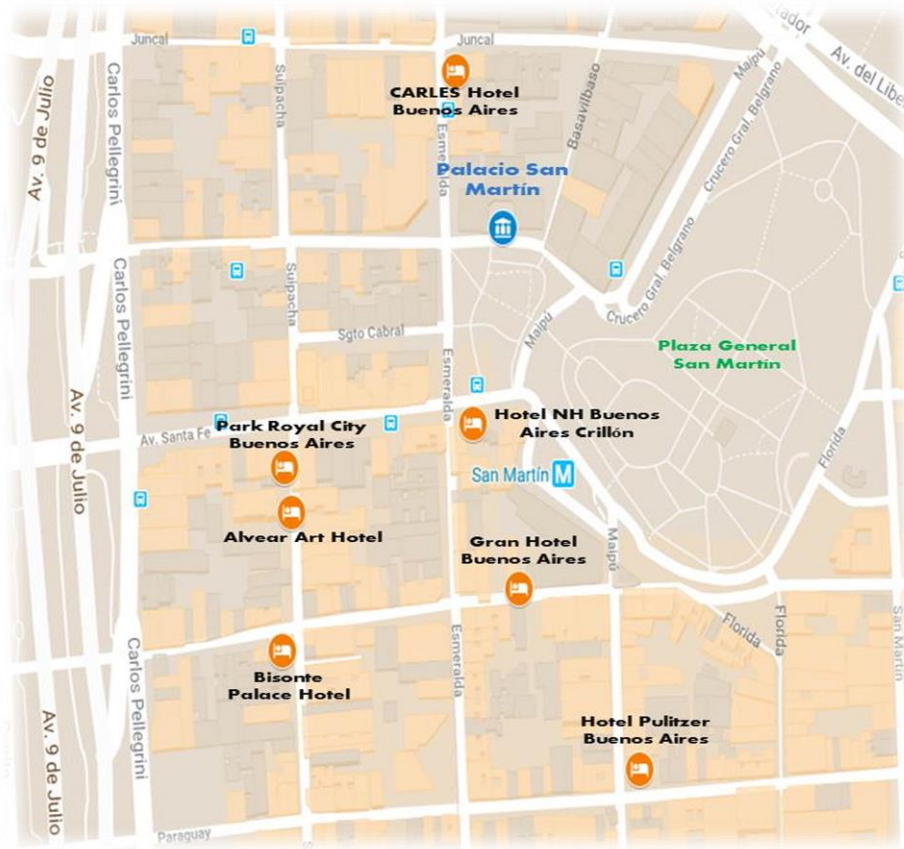 Juncal
Juncal
Av. 9 de Julio
Carlos Pellegrini
Suipacha
CARLES Hotel
Buenos Aires
Esmeralda
Basavilbaso
Maipú
Av. del Libe
Crucero Gral. Belgrano
Palacio San
Martín
Carlos Pellegrini
Suipacha
Sgto Cabral
Maipú
Crucero Gral. Belgrano
Plaza General
San Martín
Esmeralda
Av. 9 de Julio
Av. Santa Fe
Park Royal City
Buenos Aires
Hotel NH Buenos
Aires Crillón
Florida
San Martín M
Alvear Art Hotel
Gran Hotel
Buenos Aires
Maipú
Florida
Florida
San Martín
Esmeralda
Carlos Pellegrini
Bisonte
Palace Hotel
Av. 9 de Julio
Hotel Pulitzer
Buenos Aires
Paraguay